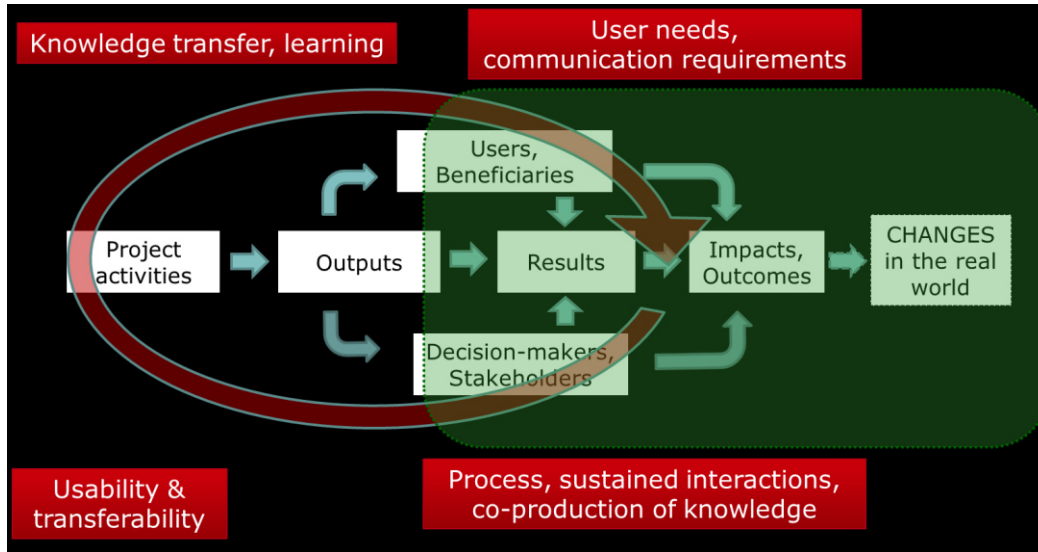 Knowledge transfer, learning
User needs,
communication requirements
Users,
Beneficiaries
Project
activities
Outputs
Results
Impacts,
Outcomes
CHANGES
in the real
world
Decision-makers,
Stakeholders
Usability &
transferability
Process, sustained interactions,
co-production of knowledge